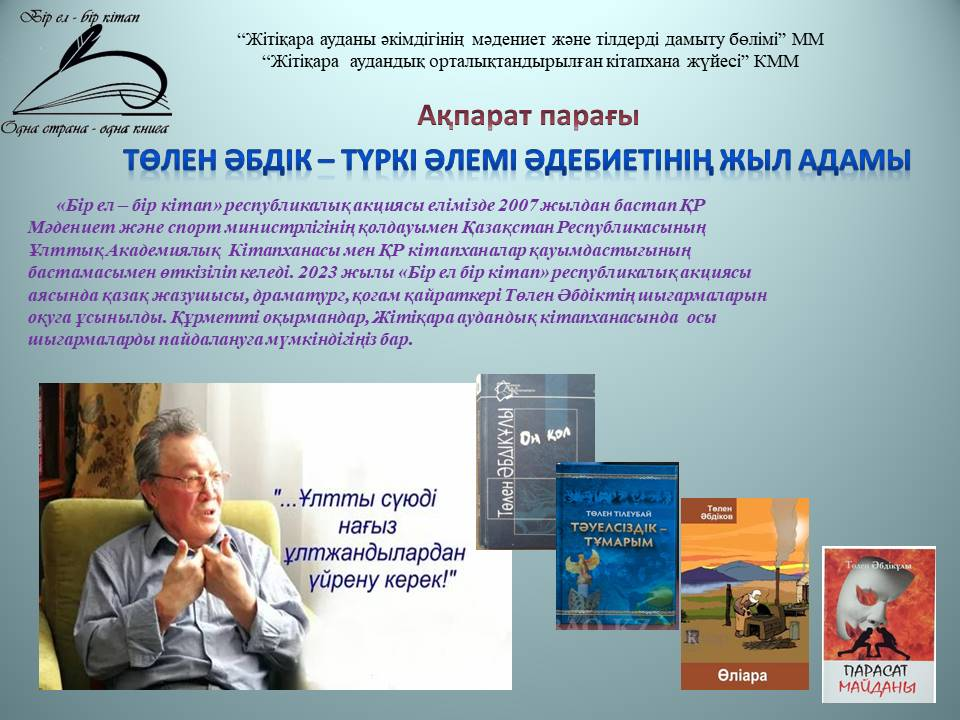 Бір ел - бір кітап
Одна страна - одна книга
“Жітіқара ауданы әкімдігінің мәдениет және тілдерді дамыту бөлімі” ММ
“Жітіқара аудандық орталықтандырылған кітапхана жүйесі” КММ
Ақпарат парағы
ТӨЛЕН ӘБДІК – ТҮРКІ ӘЛЕМІ ӘДЕБИЕТІНІҢ ЖЫЛ АДАМЫ
«Бір ел – бір кітап» республикалық акциясы елімізде 2007 жылдан бастап ҚР
Мәдениет және спорт министрлігінің қолдауымен Қазақстан Республикасының
Ұлттық Академиялық Кітапханасы мен ҚР кітапханалар қауымдастығының
бастамасымен өткізіліп келеді. 2023 жылы «Бір ел бір кітап» республикалық акциясы
аясында қазақ жазушысы, драматург, қоғам қайраткері Төлен Әбдіктің шығармаларын
оқуға ұсынылды. Құрметті оқырмандар, Жітіқара аудандық кітапханасында осы
шығармаларды пайдалануға мүмкіндігіңіз бар.
"...Ұлтты сүюді
нағыз
ұлтжандылардан
үйрену керек!"
Төлен ӘБДІКҰЛЫ
Оң қол
ТӨЛЕН ТІЛЕУБАЙ
ТӘУЕЛСІЗДІК –
ТҰМАРЫМ
Төлен
Әбдіков
Өліара
Төлен Әбдікұлы
ПАРАСАТ
МАЙДАНЫ